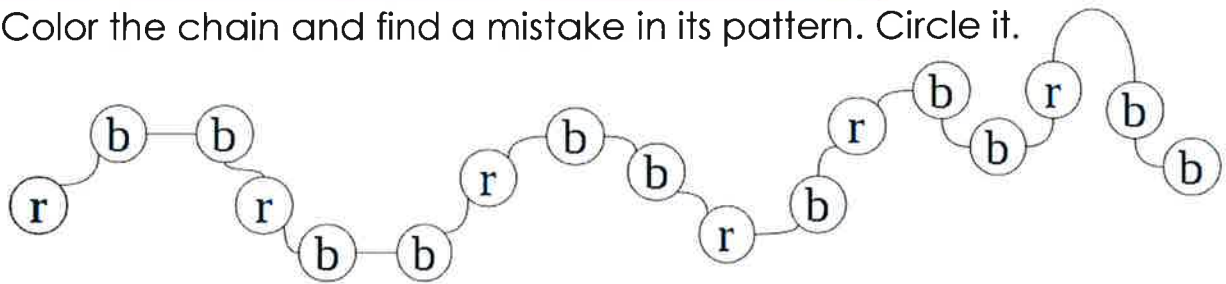 Color the chain and find a mistake in its pattern. Circle it.
r b b r b b r b b r b r b b r b b